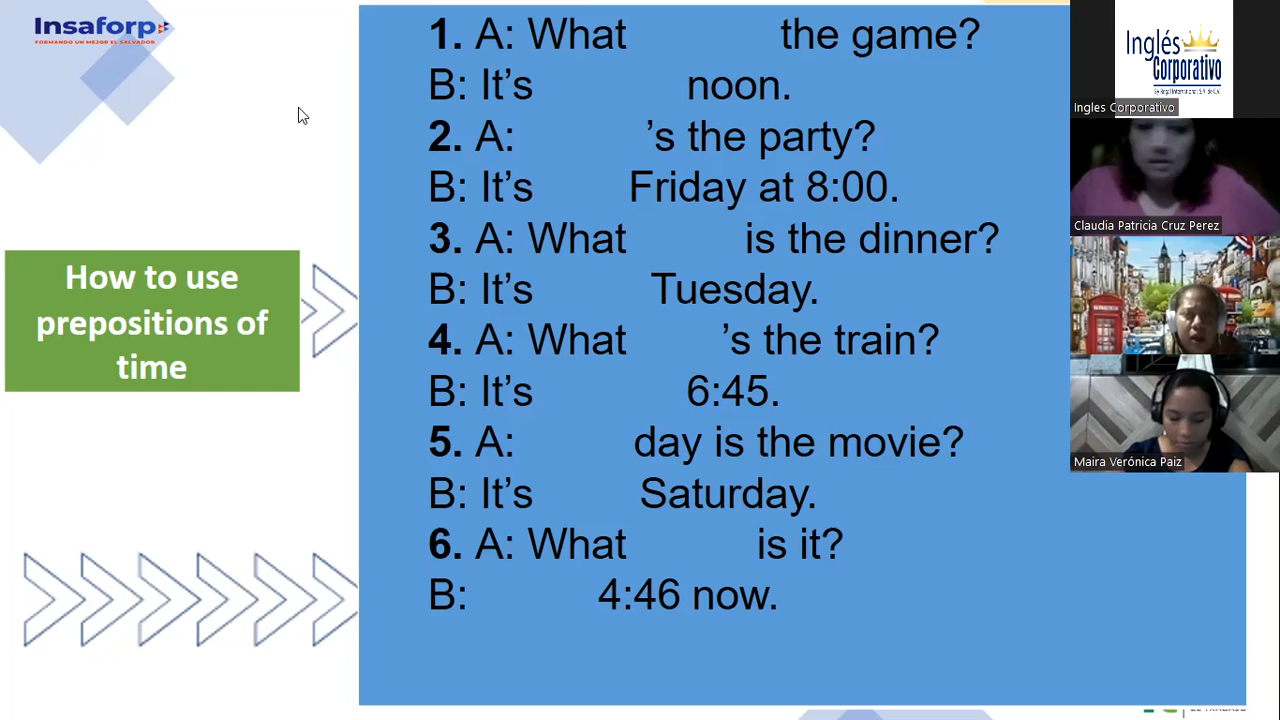 Insaforp
FORMANDO UN MEJOR EL SALVADOR
How to use
prepositions of
time
1. A: What the game?
B: It’s noon.
2. A: ’s the party?
B: It’s Friday at 8:00.
3. A: What is the dinner?
B: It’s Tuesday.
4. A: What ’s the train?
B: It’s 6:45.
5. A: day is the movie?
B: It’s Saturday.
6. A: What is it?
B: 4:46 now.
Inglés
Corporativo
Ingles Corporativo
Claudia Patricia Cruz Perez
Maira Verónica Paiz